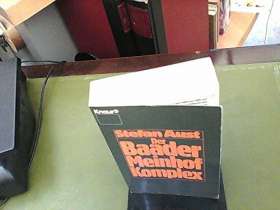 Knaur
Stefan Aust
Der
Baader
Meinhof
Komplex